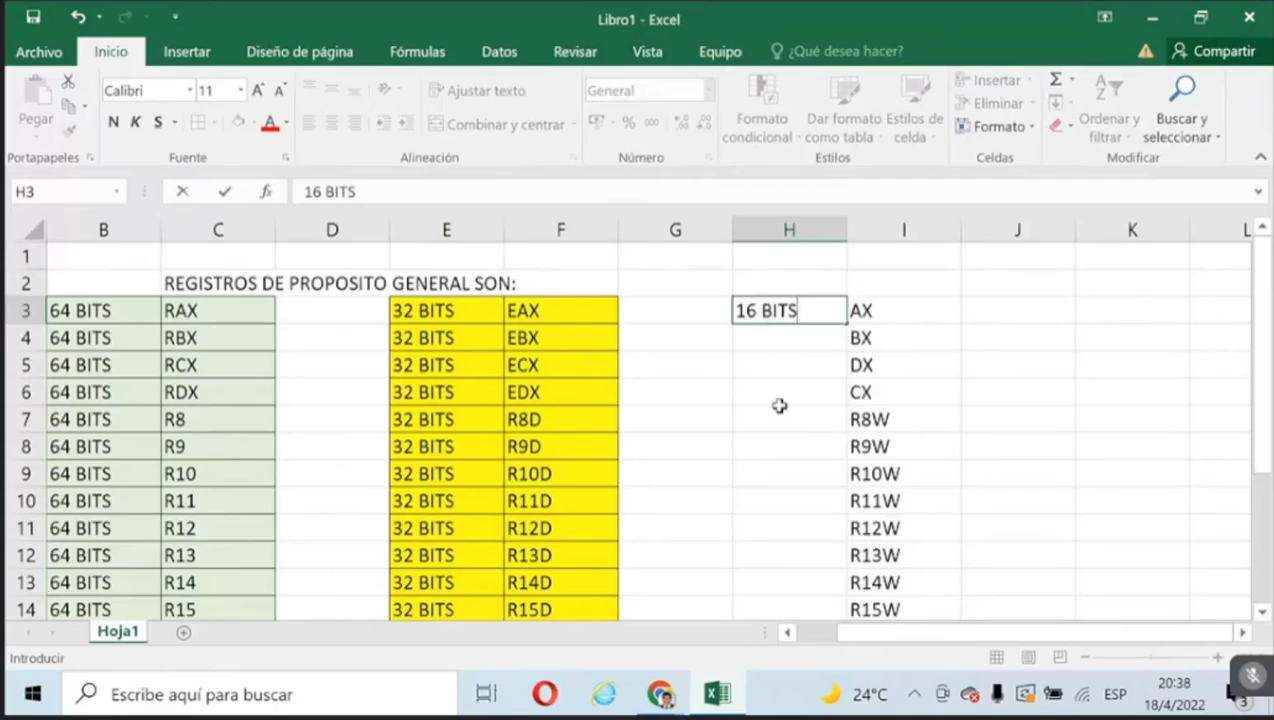 Libro1 - Excel
Archivo Inicio Insertar Diseño de página Fórmulas Datos Revisar Vista Equipo ¿Qué desea hacer? Compartir
Pegar
Calibri 11
N K S A
Ajustar texto
Combinar y centrar
General
% 000
Formato condicional
Dar formato como tabla
Estilos de celda
Insertar
Eliminar
Formato
Ordenar y filtrar
Buscar y seleccionar
Portapapeles Fuente Alineación Número Estilos Celdas Modificar
H3 fx 16 BITS
B C D E F G H I J K L
1
2 REGISTROS DE PROPOSITO GENERAL SON:
3 64 BITS RAX 32 BITS EAX 16 BITS AX
4 64 BITS RBX 32 BITS EBX BX
5 64 BITS RCX 32 BITS ECX DX
6 64 BITS RDX 32 BITS EDX CX
7 64 BITS R8 32 BITS R8D R8W
8 64 BITS R9 32 BITS R9D R9W
9 64 BITS R10 32 BITS R10D R10W
10 64 BITS R11 32 BITS R11D R11W
11 64 BITS R12 32 BITS R12D R12W
12 64 BITS R13 32 BITS R13D R13W
13 64 BITS R14 32 BITS R14D R14W
14 64 BITS R15 32 BITS R15D R15W
Hoja1
Introducir
Escribe aquí para buscar 24°C ESP 20:38
18/4/2022 3